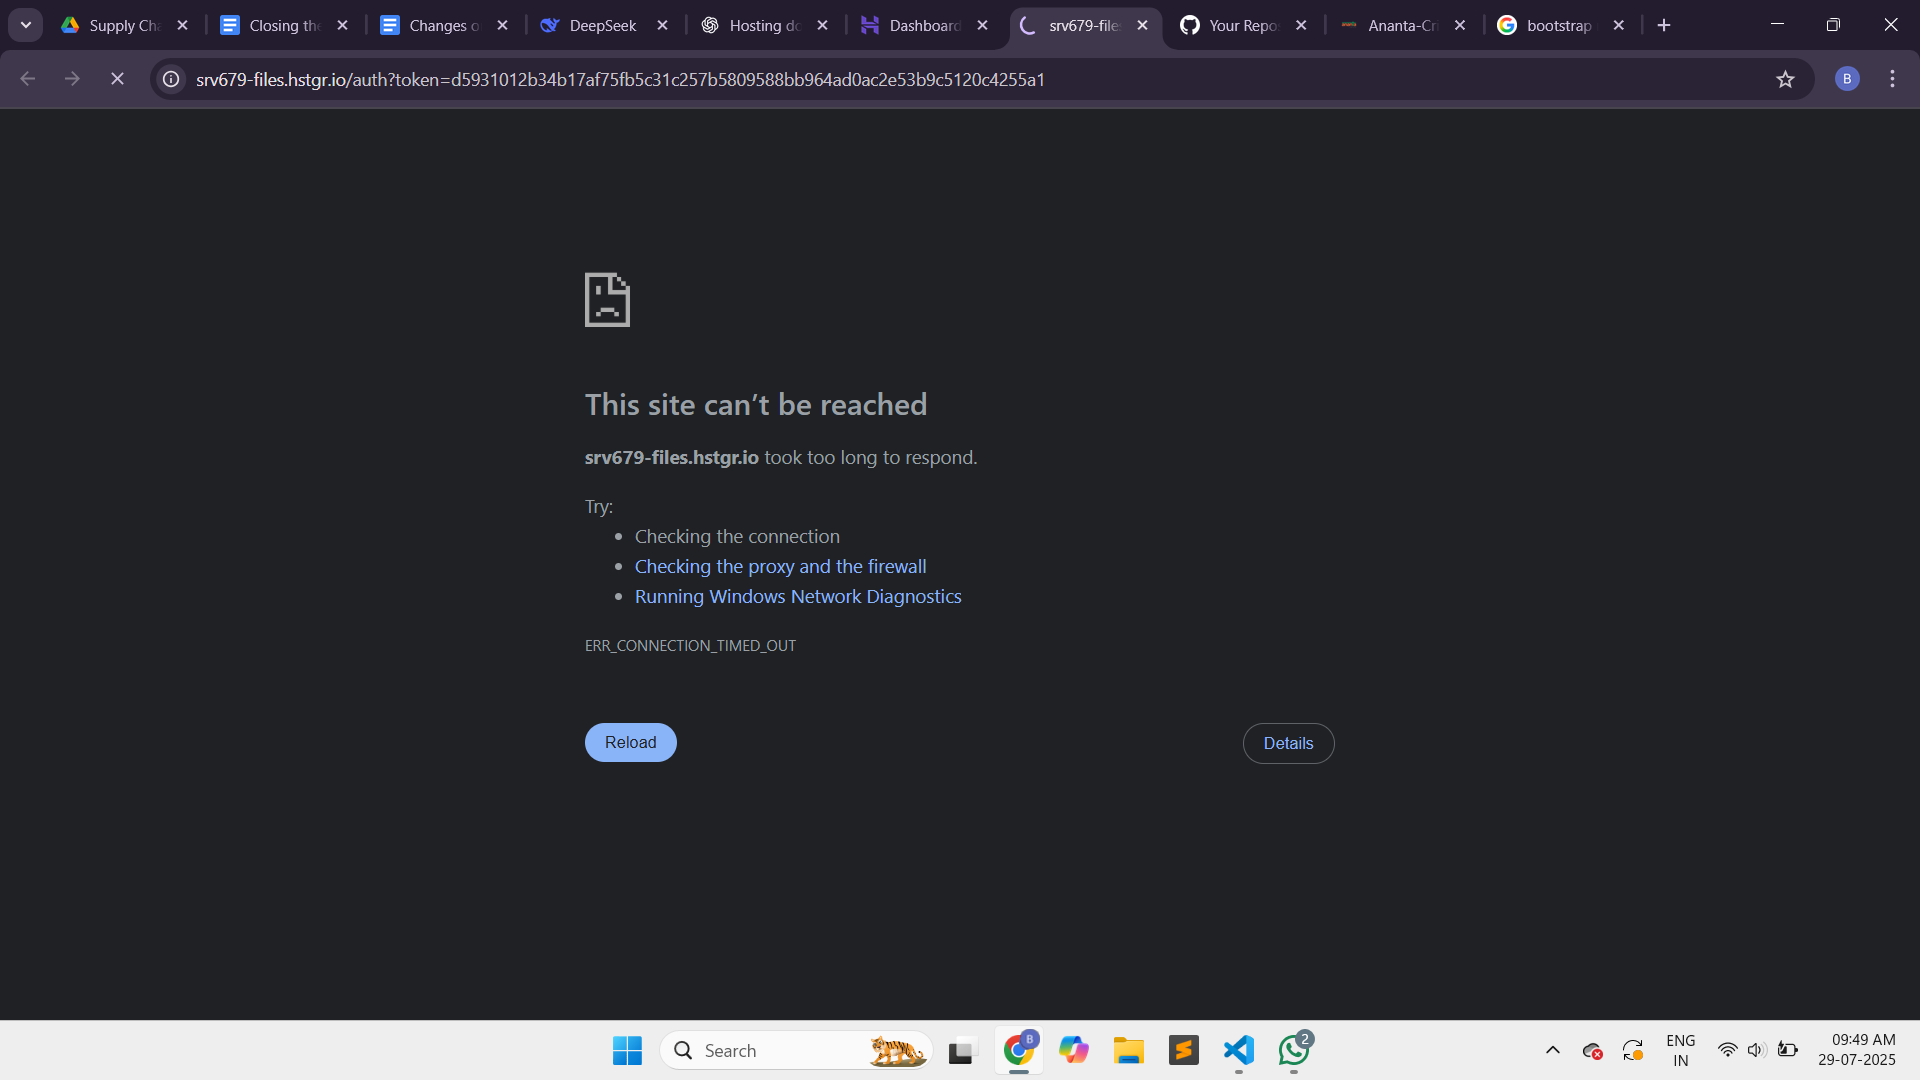 Supply Cha
Closing the
Changes o
DeepSeek
Hosting do
Dashboard
srv679-file
Your Repo
Ananta-Cr
bootstrap
srv679-files.hstgr.io/auth?token=d5931012b34b17af75fb5c31c257b5809588bb964ad0ac2e53b9c5120c4255a1
B
This site can’t be reached
srv679-files.hstgr.io took too long to respond.
Try:
Checking the connection
Checking the proxy and the firewall
Running Windows Network Diagnostics
ERR_CONNECTION_TIMED_OUT
Reload
Details
Search
B
2
ENG
IN
09:49 AM
29-07-2025